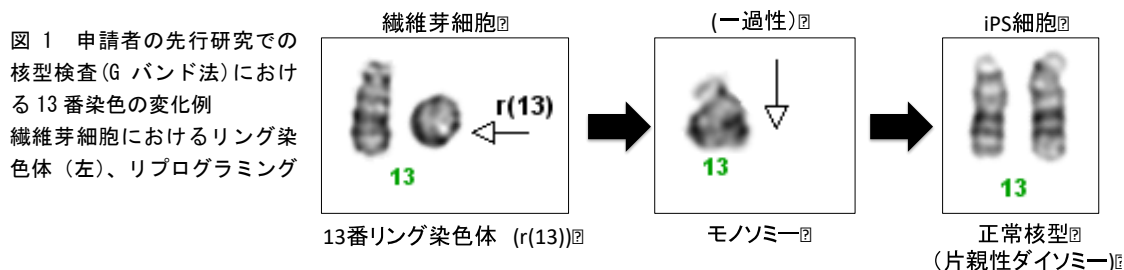 図 1 申請者の先行研究での
核型検査(G バンド法)におけ
る 13 番染色の変化例
繊維芽細胞におけるリング染
色体（左）、リプログラミング
繊維芽細胞
(一過性）
iPS細胞
r(13)
13
13
13
13番リング染色体 (r(13))
モノソミー
正常核型
（片親性ダイソミー)